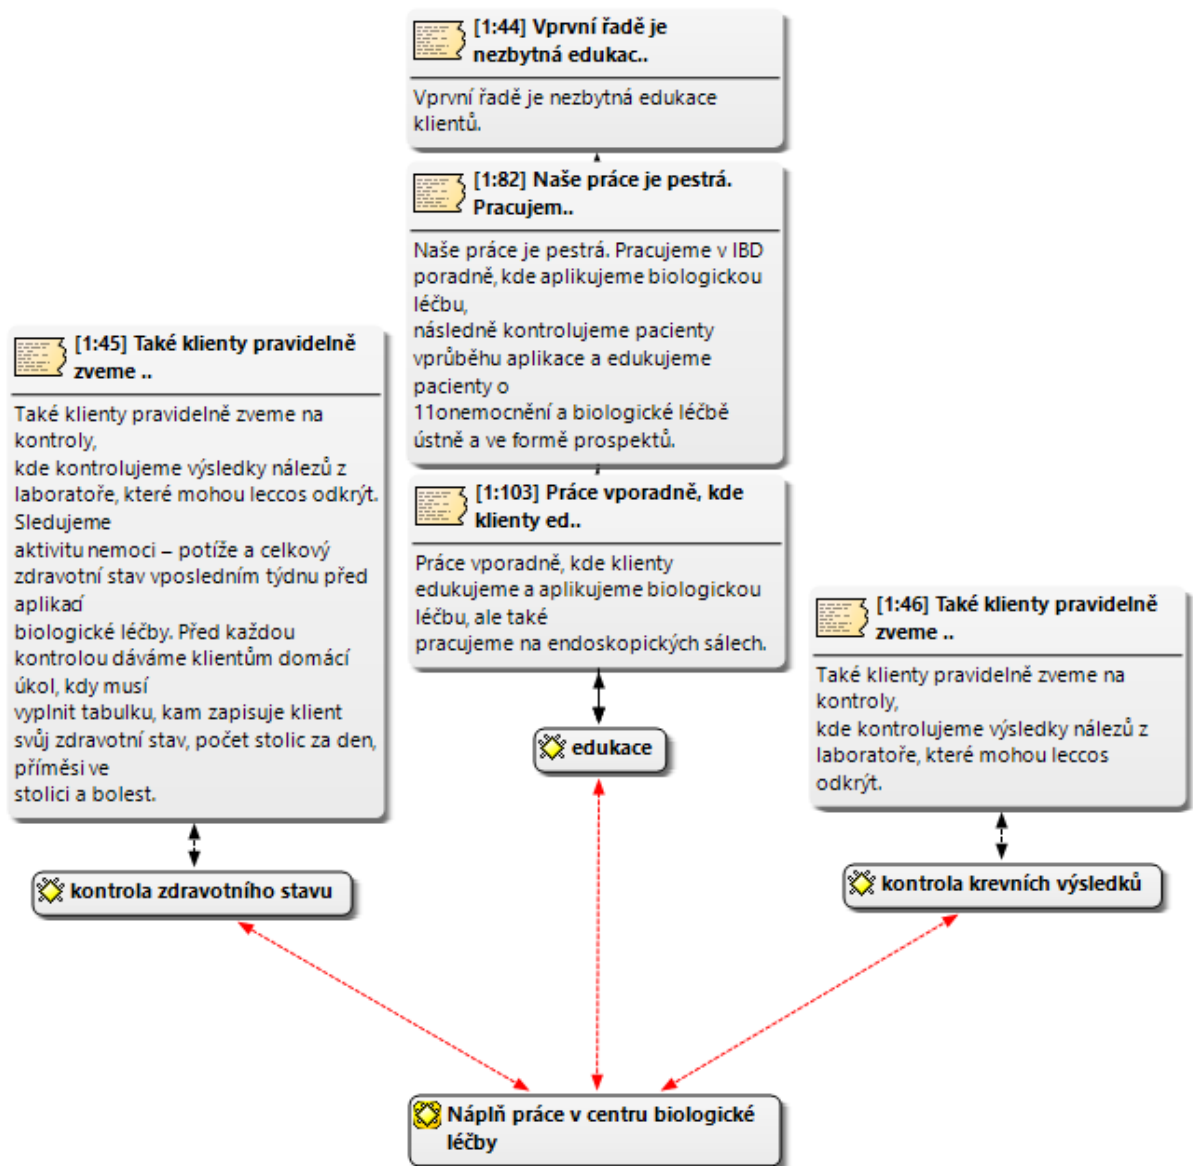 [1:44] Vprvní řadě je
nezbytná edukac..
Vprvní řadě je nezbytná edukace
klientů.
[1:82] Naše práce je pestrá.
Pracujem..
Naše práce je pestrá. Pracujeme v IBD
poradně, kde aplikujeme biologickou
léčbu,
následně kontrolujeme pacienty
vprůběhu aplikace a edukujeme
pacienty o
11onemocnění a biologické léčbě
ústně a ve formě prospektů.
[1:45] Také klienty pravidelně
zveme ..
Také klienty pravidelně zveme na
kontroly,
kde kontrolujeme výsledky nálezů z
laboratoře, které mohou leccos odkrýt.
Sledujeme
aktivitu nemoci – potíže a celkový
zdravotní stav vposledním týdnu před
aplikací
biologické léčby. Před každou
kontrolou dáváme klientům domácí
úkol, kdy musí
vyplnit tabulku, kam zapisuje klient
svůj zdravotní stav, počet stolic za den,
příměsi ve
stolici a bolest.
[1:103] Práce vporadně, kde
klienty ed..
Práce vporadně, kde klienty
edukujeme a aplikujeme biologickou
léčbu, ale také
pracujeme na endoskopických sálech.
[1:46] Také klienty pravidelně
zveme ..
Také klienty pravidelně zveme na
kontroly,
kde kontrolujeme výsledky nálezů z
laboratoře, které mohou leccos
odkrýt.
edukace
kontrola zdravotního stavu
kontrola krevních výsledků
Náplň práce v centru biologické
léčby